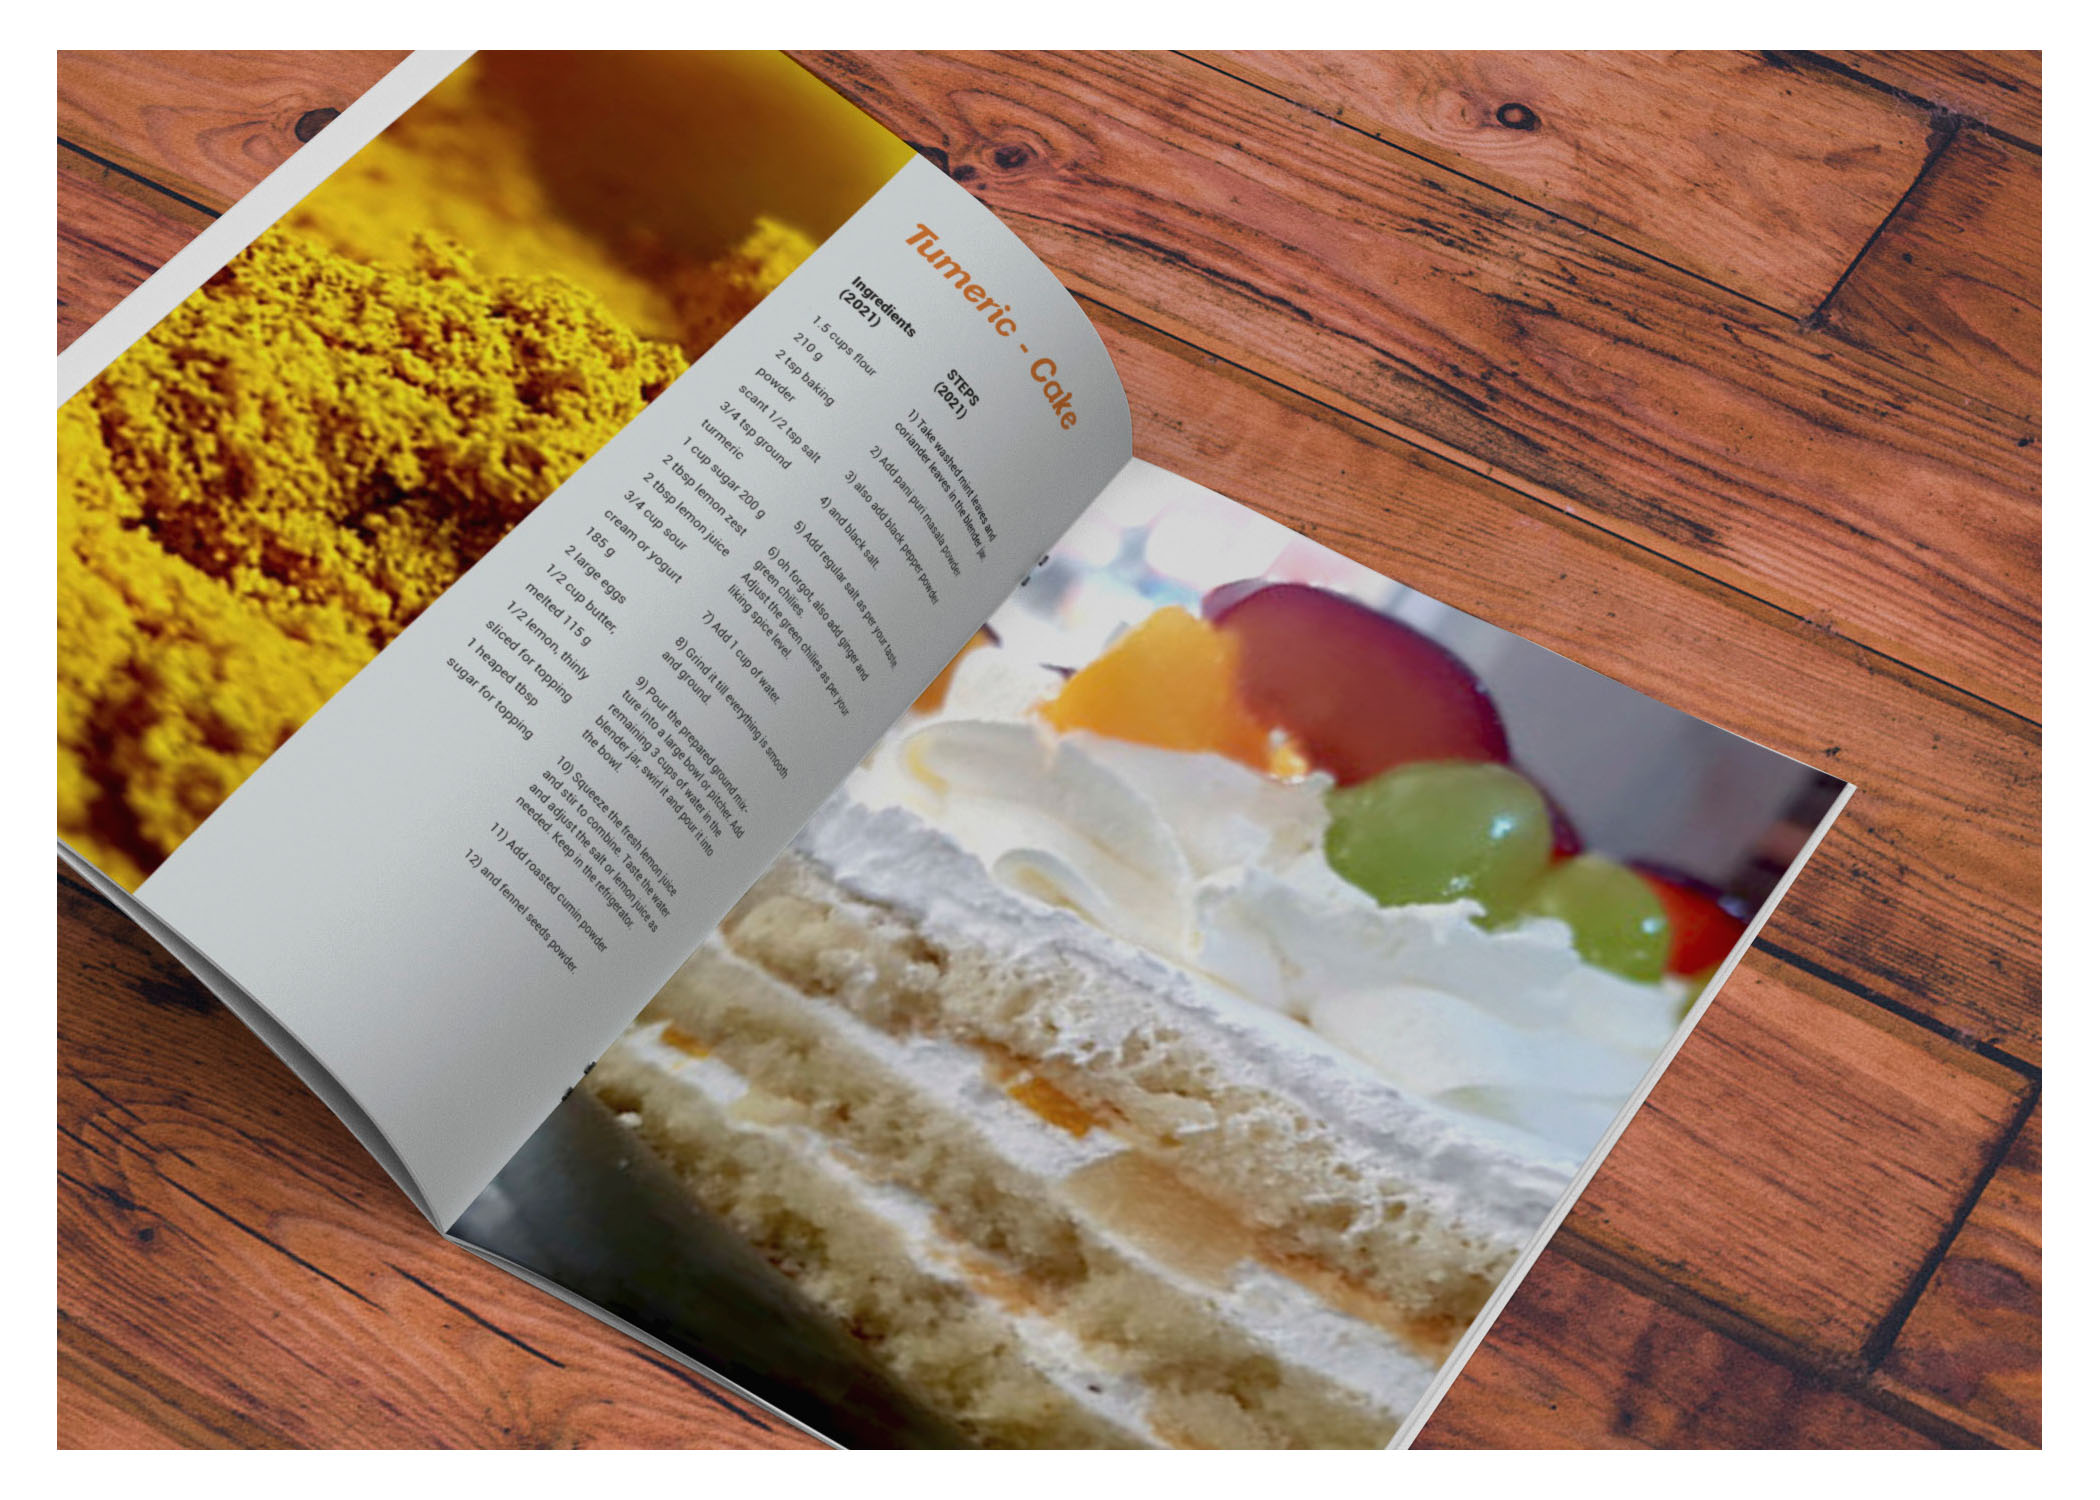 Tumeric - Cake
Ingredients
(2021)
1.5 cups flour
210 g
2 tsp baking
powder
scant 1/2 tsp salt
3/4 tsp ground
turmeric
1 cup sugar 200 g
2 tbsp lemon zest
2 tbsp lemon juice
3/4 cup sour
cream or yogurt
185 g
2 large eggs
1/2 cup butter,
melted 115 g
1/2 lemon, thinly
sliced for topping
1 heaped tbsp
sugar for topping
STEPS
(2021)
1) Take washed mint leaves and
coriander leaves in the blender jar.
2) Add pani puri masala powder
3) also add black pepper powder
4) and black salt.
5) Add regular salt as per your taste.
6) oh forgot, also add ginger and
green chilies.
Adjust the green chilies as per your
liking spice level.
7) Add 1 cup of water.
8) Grind it till everything is smooth
and ground.
9) Pour the prepared ground mix-
ture into a large bowl or pitcher. Add
remaining 3 cups of water in the
blender jar, swirl it and pour it into
the bowl.
10) Squeeze the fresh lemon juice
and stir to combine. Taste the water
and adjust the salt or lemon juice as
needed. Keep in the refrigerator.
11) Add roasted cumin powder
12) and fennel seeds powder.